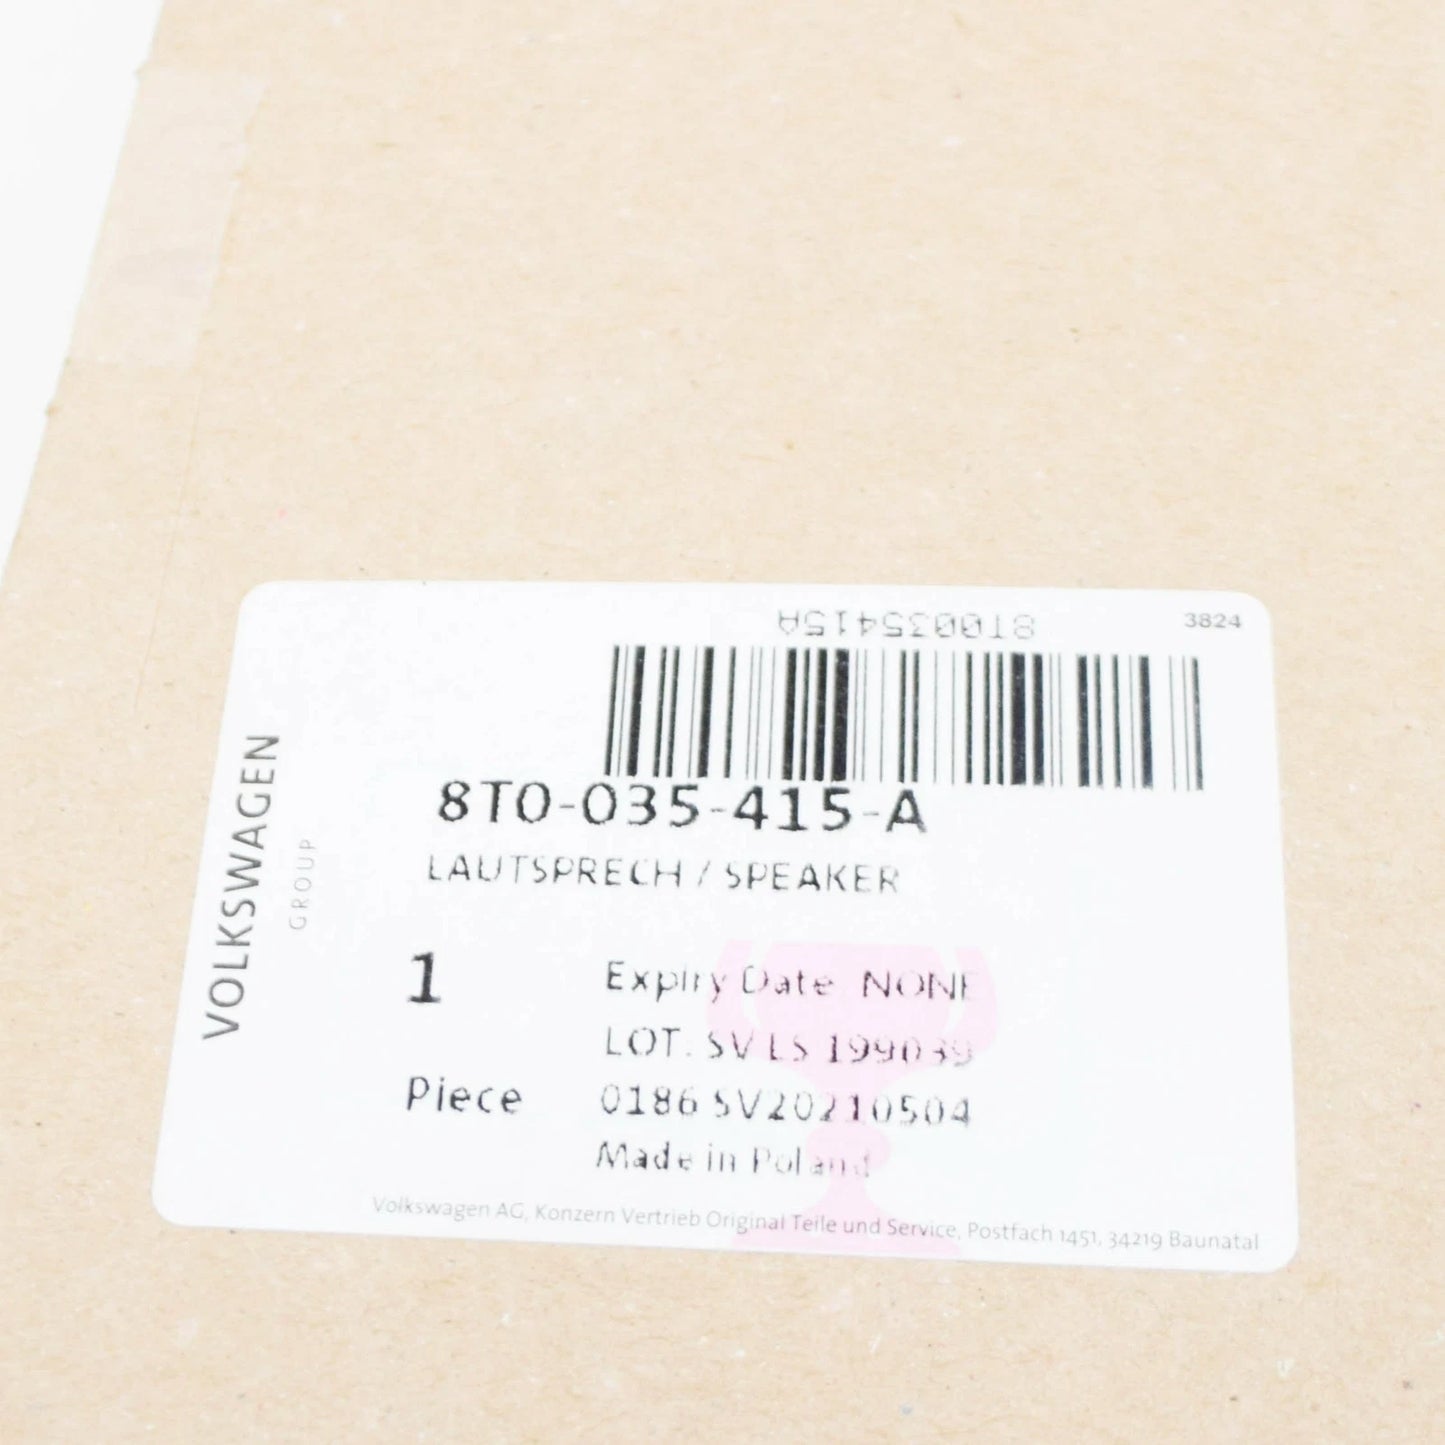 8T0035415A
3824
8T0-035-415-A
LAUTSPRECH / SPEAKER
1
Expiry Date NONE
LOT. SV LS 199039
Piece
0186 SV20210504
Made in Poland
Volkswagen AG, Konzern Vertrieb Original Teile und Service, Postfach 1451, 34219 Baunatal
VOLKSWAGEN
GROUP